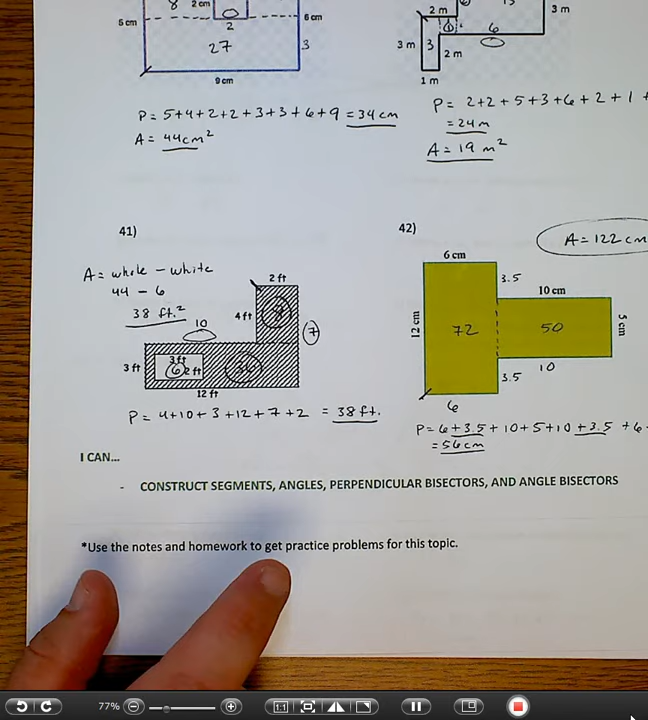 8 2 cm
5 cm 2 6 cm
27 3
9 cm
P = 5+4+2+2+3+3+6+9 = 34 cm
A = 44cm²
2 m 3 m
3 m 3 6
2 m
1 m
P = 2+2+5+3+6+2+1+
= 24m
A = 19 m²
41)
A = whole - white
44 - 6
38 ft.²
2 ft
4 ft 8
10 7
3 ft 3 ft
6 2 ft 36
12 ft
P = 4+10+3+12+7+2 = 38 ft.
42)
A = 122 cm
6 cm
3.5
10 cm
12 cm 72 50 5 cm
10
3.5
6
P = 6+3.5+10+5+10+3.5+6
= 56cm
I CAN...
- CONSTRUCT SEGMENTS, ANGLES, PERPENDICULAR BISECTORS, AND ANGLE BISECTORS
*Use the notes and homework to get practice problems for this topic.
77% 1:1